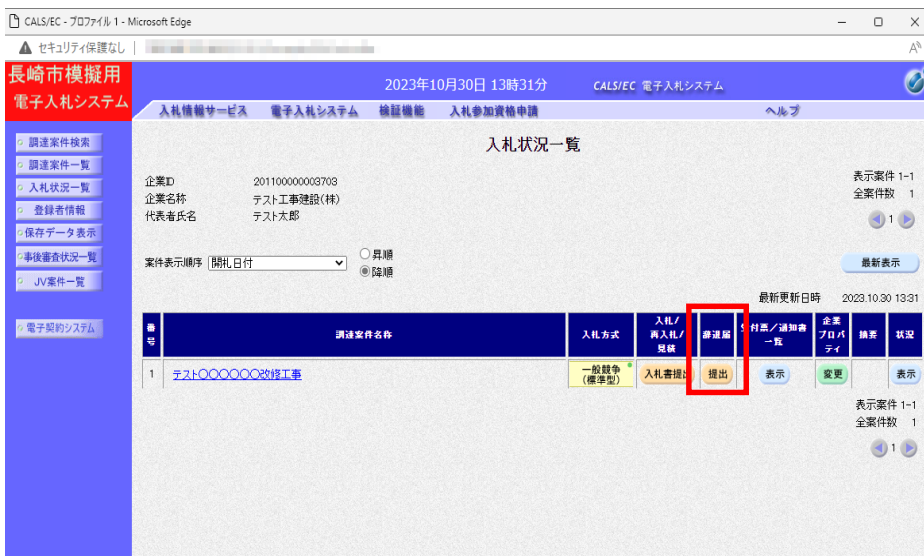 CALS/EC - プロファイル 1 - Microsoft Edge
セキュリティ保護なし
長崎市模擬用
電子入札システム
2023年10月30日 13時31分
CALS/EC 電子入札システム
入札情報サービス 電子入札システム 検証機能 入札参加資格申請 ヘルプ
調達案件検索
調達案件一覧
入札状況一覧
登録者情報
保存データ表示
事後審査状況一覧
JV案件一覧
電子契約システム
入札状況一覧
企業ID 201100000003703
企業名称 テスト工事建設(株)
代表者氏名 テスト太郎
表示案件 1-1
全案件数 1
1
案件表示順序 開札日付
昇順
降順
最新表示
最新更新日時 2023.10.30 13:31
番号 調達案件名称 入札方式 入札/再入札/見積 辞退届 付票/通知書一覧 企業プロパティ 摘要 状況
1 テスト〇〇〇〇〇〇改修工事 一般競争(標準型) 入札書提出 提出 表示 変更 表示
表示案件 1-1
全案件数 1
1